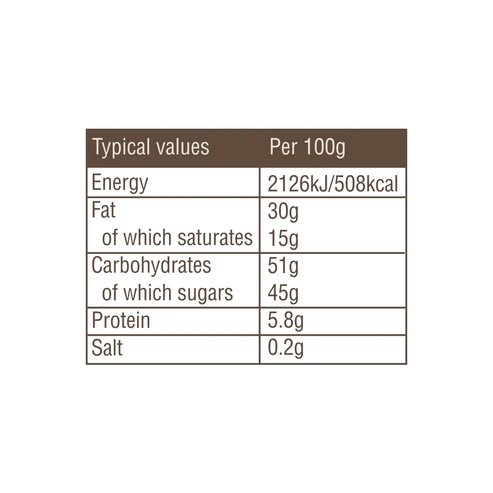 Typical values Per 100g
Energy 2126kJ/508kcal
Fat 30g
of which saturates 15g
Carbohydrates 51g
of which sugars 45g
Protein 5.8g
Salt 0.2g